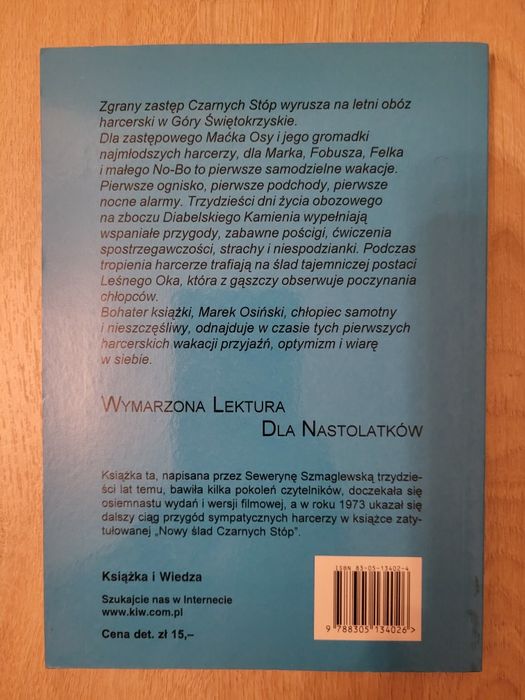 Zgrany zastęp Czarnych Stóp wyrusza na letni obóz
harcerski w Góry Świętokrzyskie.
Dla zastępowego Maćka Osy i jego gromadki
najmłodszych harcerzy, dla Marka, Fobusza, Felka
i małego No-Bo to pierwsze samodzielne wakacje.
Pierwsze ognisko, pierwsze podchody, pierwsze
nocne alarmy. Trzydzieści dni życia obozowego
na zboczu Diabelskiego Kamienia wypełniają
wspaniałe przygody, zabawne pościgi, ćwiczenia
spostrzegawczości, strachy i niespodzianki. Podczas
tropienia harcerze trafiają na ślad tajemniczej postaci
Leśnego Oka, która z gąszczy obserwuje poczynania
chłopców.
Bohater książki, Marek Osiński, chłopiec samotny
i nieszczęśliwy, odnajduje w czasie tych pierwszych
harcerskich wakacji przyjaźń, optymizm i wiarę
w siebie.
WYMARZONA LEKTURA
DLA NASTOLATKÓW
Książka ta, napisana przez Sewerynę Szmaglewską trzydzie-
ści lat temu, bawiła kilka pokoleń czytelników, doczekała się
osiemnastu wydań i wersji filmowej, a w roku 1973 ukazał się
dalszy ciąg przygód sympatycznych harcerzy w książce zaty-
tułowanej „Nowy ślad Czarnych Stóp".
Książka i Wiedza
Szukajcie nas w Internecie
www.kiw.com.pl
Cena det. zł 15,–
ISBN 83-05-13402-4
9 788305 134026>